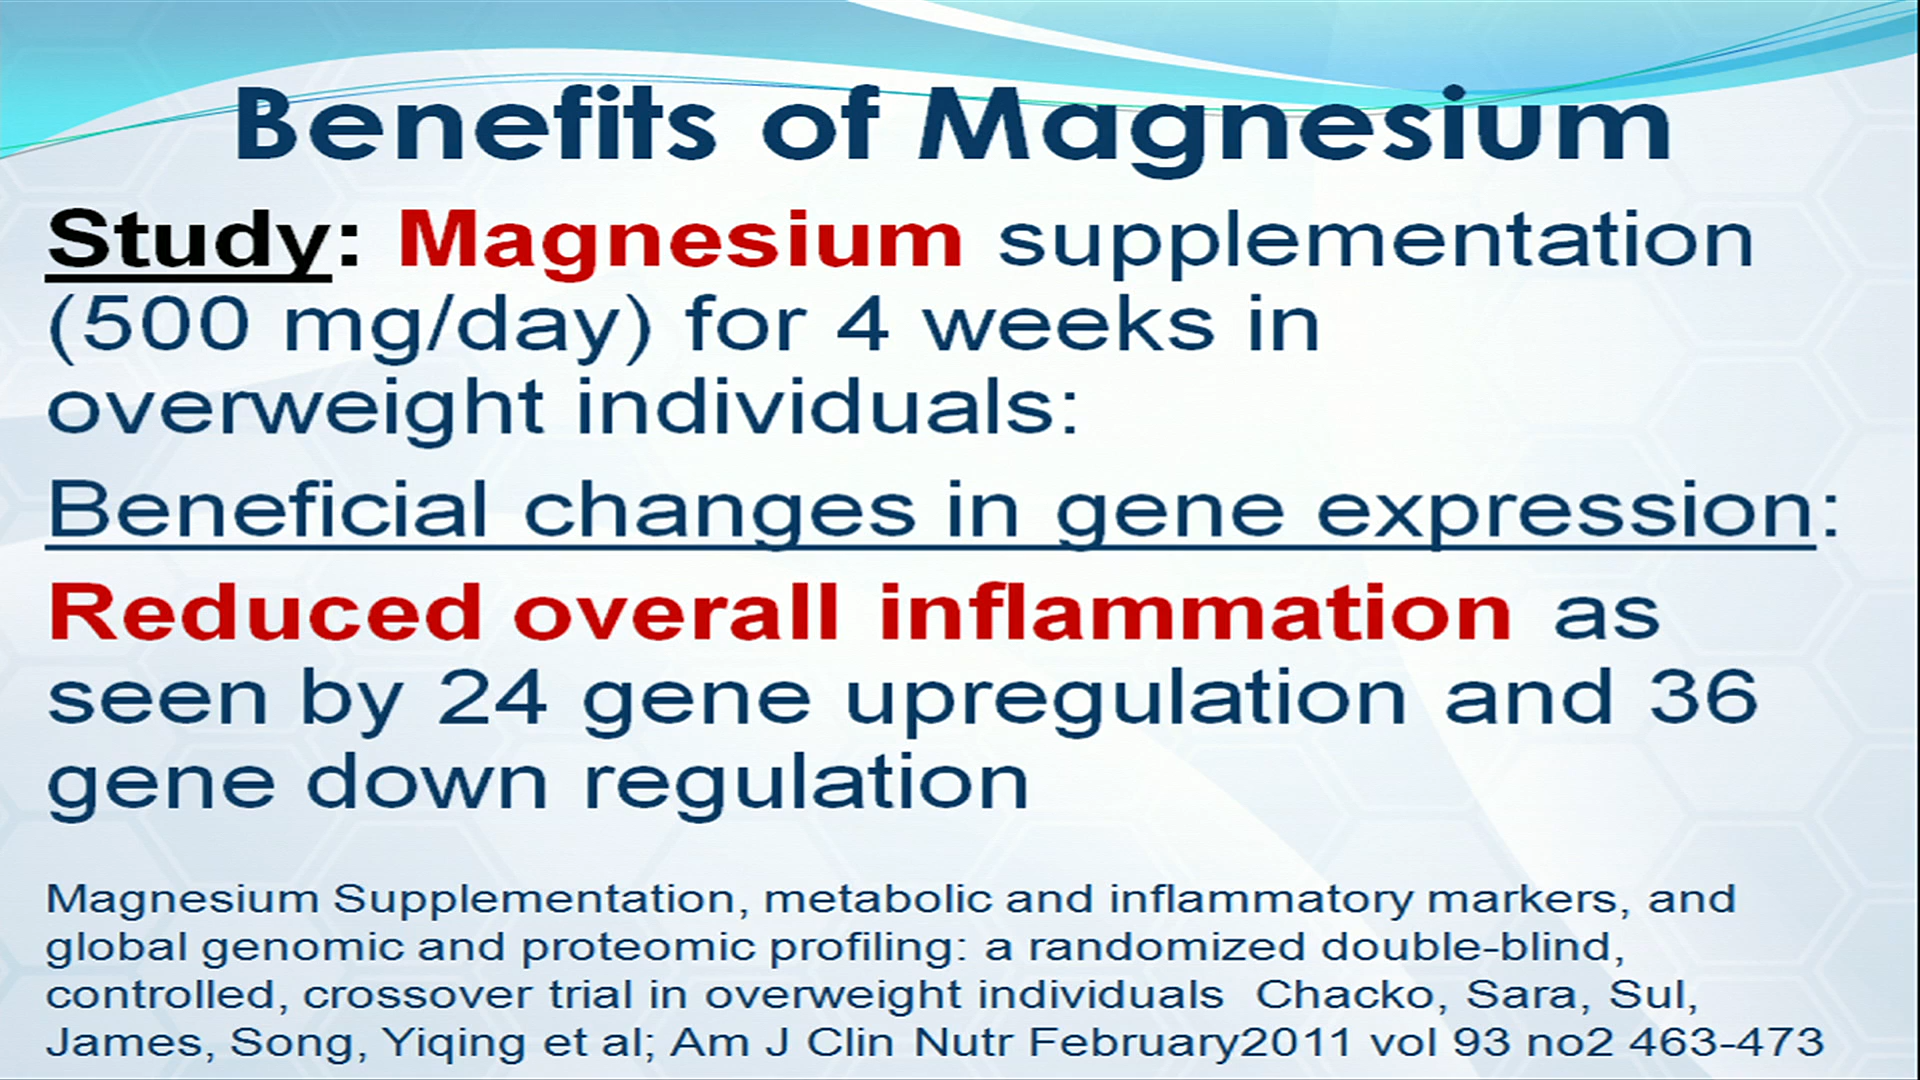 Benefits of Magnesium
Study: Magnesium supplementation
(500 mg/day) for 4 weeks in
overweight individuals:
Beneficial changes in gene expression:
Reduced overall inflammation as
seen by 24 gene upregulation and 36
gene down regulation
Magnesium Supplementation, metabolic and inflammatory markers, and
global genomic and proteomic profiling: a randomized double-blind,
controlled, crossover trial in overweight individuals  Chacko, Sara, Sul,
James, Song, Yiqing et al; Am J Clin Nutr February2011 vol 93 no2 463-473